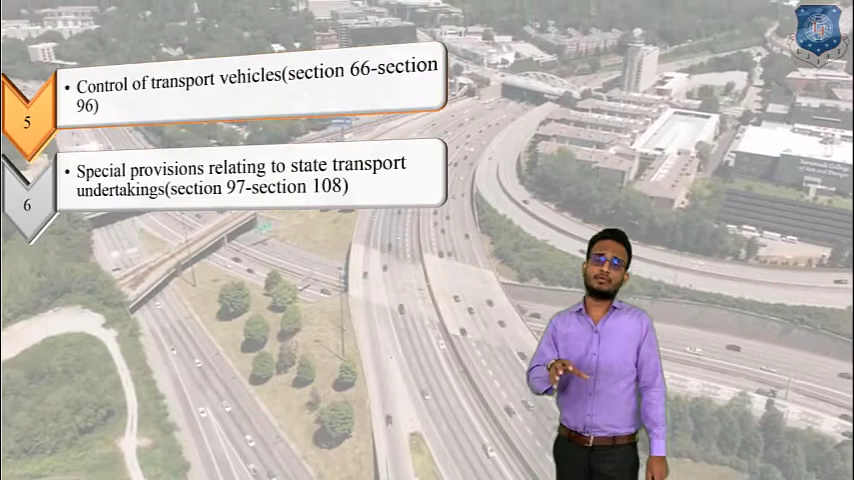 5
• Control of transport vehicles(section 66-section
96)
6
• Special provisions relating to state transport
undertakings(section 97-section 108)